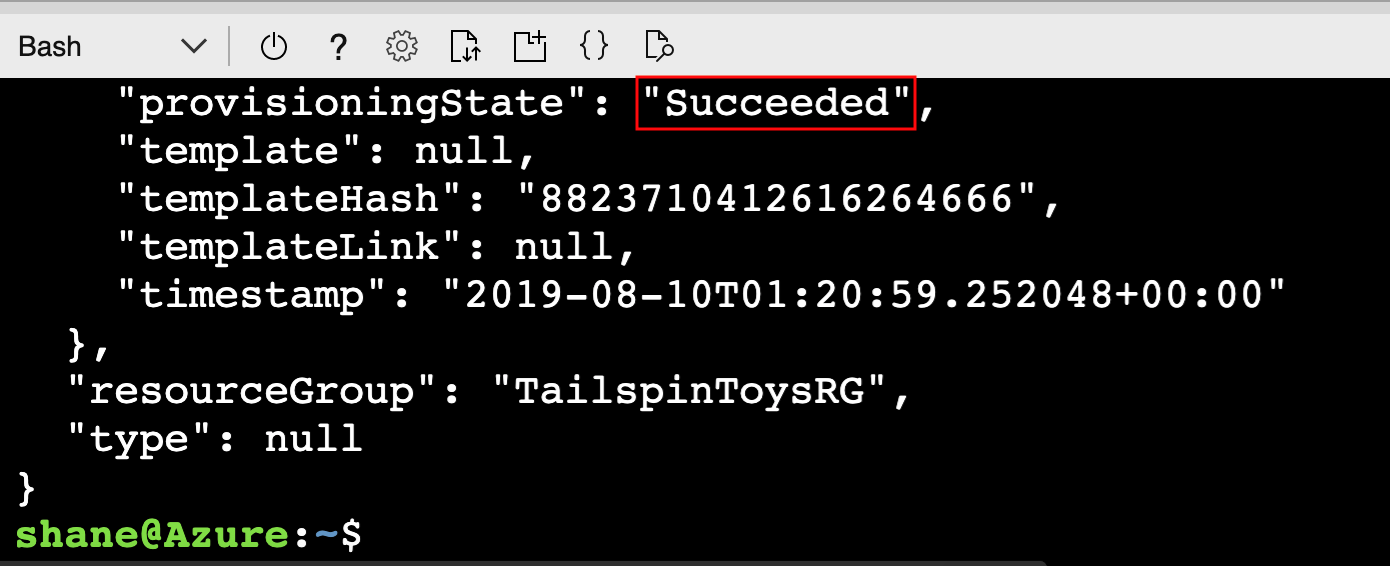 Bash
"provisioningState": "Succeeded",
"template": null,
"templateHash": "8823710412616264666",
"templateLink": null,
"timestamp": "2019-08-10T01:20:59.252048+00:00"
},
"resourceGroup": "TailspinToysRG",
"type": null
}
shane@Azure:~$